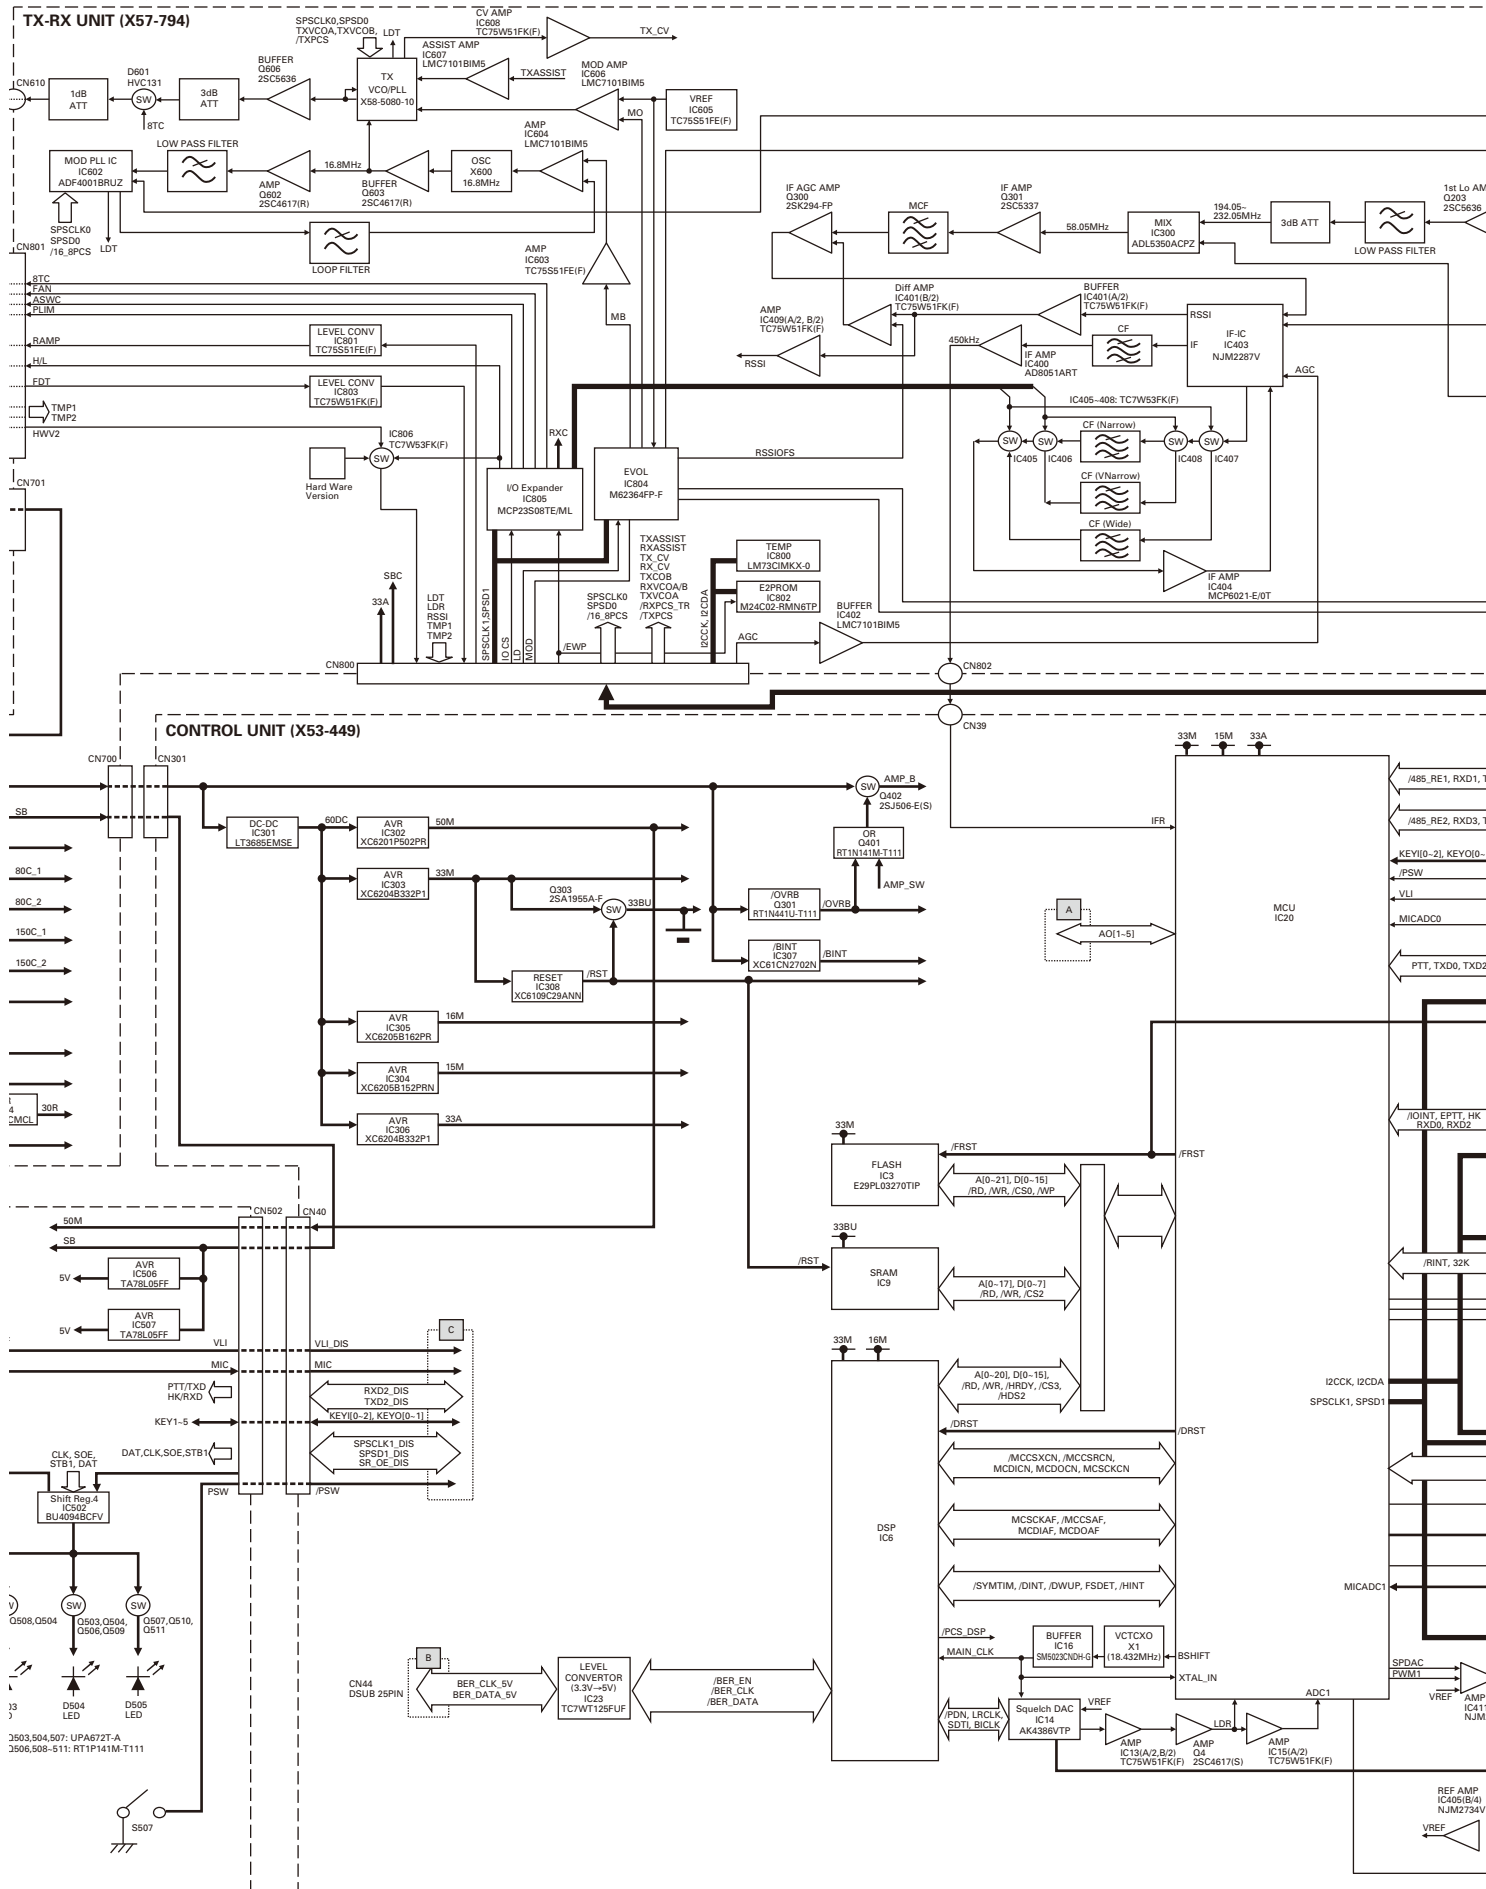 TX-RX UNIT (X57-794)
SPSCLK0,SPSD0
TXVCOA,TXVCOB,
/TXPCS
LDT
CV AMP
IC608
TC75W51FK(F)
TX_CV
ASSIST AMP
IC607
LMC7101BIM5
TXASSIST
MOD AMP
IC606
LMC7101BIM5
BUFFER
Q606
2SC5636
D601
HVC131
CN610
1dB
ATT
SW
8TC
3dB
ATT
TX
VCO/PLL
X58-5080-10
MO
VREF
IC605
TC75S51FE(F)
AMP
IC604
LMC7101BIM5
LOW PASS FILTER
MOD PLL IC
IC602
ADF4001BRUZ
16.8MHz
AMP
Q602
2SC4617(R)
BUFFER
Q603
2SC4617(R)
OSC
X600
16.8MHz
SPSCLK0
SPSD0
/16_8PCS
LDT
LOOP FILTER
AMP
IC603
TC75S51FE(F)
MB
IF AGC AMP
Q300
2SK294-FP
MCF
IF AMP
Q301
2SC5337
58.05MHz
MIX
IC300
ADL5350ACPZ
194.05~
232.05MHz
3dB ATT
LOW PASS FILTER
1st Lo AM
Q203
2SC5636
CN801
8TC
FAN
ASWC
PLIM
RAMP
LEVEL CONV
IC801
TC75S51FE(F)
H/L
FDT
LEVEL CONV
IC803
TC75W51FK(F)
TMP1
TMP2
HWV2
IC806
TC7W53FK(F)
SW
Hard Ware
Version
CN701
Diff AMP
IC401(B/2)
TC75W51FK(F)
BUFFER
IC401(A/2)
TC75W51FK(F)
AMP
IC409(A/2, B/2)
TC75W51FK(F)
RSSI
450kHz
IF AMP
IC400
AD8051ART
CF
RSSI
IF
IF-IC
IC403
NJM2287V
AGC
IC405~408: TC7W53FK(F)
SW
SW
CF (Narrow)
SW
SW
IC405
IC406
IC408
IC407
CF (VNarrow)
CF (Wide)
IF AMP
IC404
MCP6021-E/0T
RXC
I/O Expander
IC805
MCP23S08TE/ML
EVOL
IC804
M62364FP-F
RSSIOFS
TXASSIST
RXASSIST
TX_CV
RX_CV
TXCOB
RXVCOA/B
TXVCOA
/RXPCS_TR
/TXPCS
TEMP
IC800
LM73CIMKX-0
E2PROM
IC802
M24C02-RMN6TP
BUFFER
IC402
LMC7101BIM5
SBC
33A
LDT
LDR
RSSI
TMP1
TMP2
SPSCLK1,SPSD1
IO CS
LD
MOD
/EWP
SPSCLK0
SPSD0
/16_8PCS
I2CCK, I2CDA
AGC
CN800
CN802
CN39
CONTROL UNIT (X53-449)
CN700
CN301
SB
80C_1
80C_2
150C_1
150C_2
CMCL
30R
DC-DC
IC301
LT3685EMSE
60DC
AVR
IC302
XC6201P502PR
50M
AVR
IC303
XC6204B332P1
33M
Q303
2SA1955A-F
SW
33BU
RESET
IC308
XC6109C29ANN
/RST
AVR
IC305
XC6205B162PR
16M
AVR
IC304
XC6205B152PRN
15M
AVR
IC306
XC6204B332P1
33A
SW
AMP_B
Q402
2SJ506-E(S)
OR
Q401
RT1N141M-T111
AMP_SW
/OVRB
Q301
RT1N441U-T111
/OVRB
/BINT
IC307
XC61CN2702N
/BINT
33M
15M
33A
IFR
MCU
IC20
A
AO[1~5]
/485_RE1, RXD1, T
/485_RE2, RXD3, T
KEYI[0~2], KEYO[0~
/PSW
VLI
MICADC0
PTT, TXD0, TXD2
/IOINT, EPTT, HK
RXD0, RXD2
/RINT, 32K
33M
FLASH
IC3
E29PL03270TIP
/FRST
/FRST
A[0~21], D[0~15]
/RD, /WR, /CS0, /WP
33BU
/RST
SRAM
IC9
A[0~17], D[0~7]
/RD, /WR, /CS2
33M
16M
A[0~20], D[0~15],
/RD, /WR, /HRDY, /CS3,
/HDS2
I2CCK, I2CDA
SPSCLK1, SPSD1
/DRST
/DRST
/MCCSXCN, /MCCSRCN,
MCDICN, MCDOCN, MCSCKCN
DSP
IC6
MCSCKAF, /MCCSAF,
MCDIAF, MCDOAF
/SYMTIM, /DINT, /DWUP, FSDET, /HINT
MICADC1
CN502
CN40
50M
SB
5V
AVR
IC506
TA78L05FF
5V
AVR
IC507
TA78L05FF
VLI
VLI_DIS
C
MIC
MIC
PTT/TXD
HK/RXD
RXD2_DIS
TXD2_DIS
KEY1~5
KEYI[0~2], KEYO[0~1]
DAT,CLK,SOE,STB1
SPSCLK1_DIS
SPSD1_DIS
SR_OE_DIS
PSW
/PSW
CLK, SOE,
STB1, DAT
Shift Reg.4
IC502
BU4094BCFV
Q508,Q504
SW
Q503,Q504,
Q506,Q509
SW
Q507,Q510,
Q511
D504
LED
D505
LED
Q503,504,507: UPA672T-A
Q506,508~511: RT1P141M-T111
S507
CN44
DSUB 25PIN
B
BER_CLK_5V
BER_DATA_5V
LEVEL
CONVERTOR
(3.3V→5V)
IC23
TC7WT125FUF
/BER_EN
/BER_CLK
/BER_DATA
/PCS_DSP
MAIN_CLK
BUFFER
IC16
SM5023CNDH-G
VCTCXO
X1
(18.432MHz)
BSHIFT
XTAL_IN
/PDN, LRCLK,
SDTI, BICLK
Squelch DAC
IC14
AK4386VTP
VREF
AMP
IC13(A/2,B/2)
TC75W51FK(F)
AMP
Q4
2SC4617(S)
LDR
AMP
IC15(A/2)
TC75W51FK(F)
ADC1
SPDAC
PWM1
VREF
AMP
IC411
NJM
REF AMP
IC405(B/4)
NJM2734V
VREF